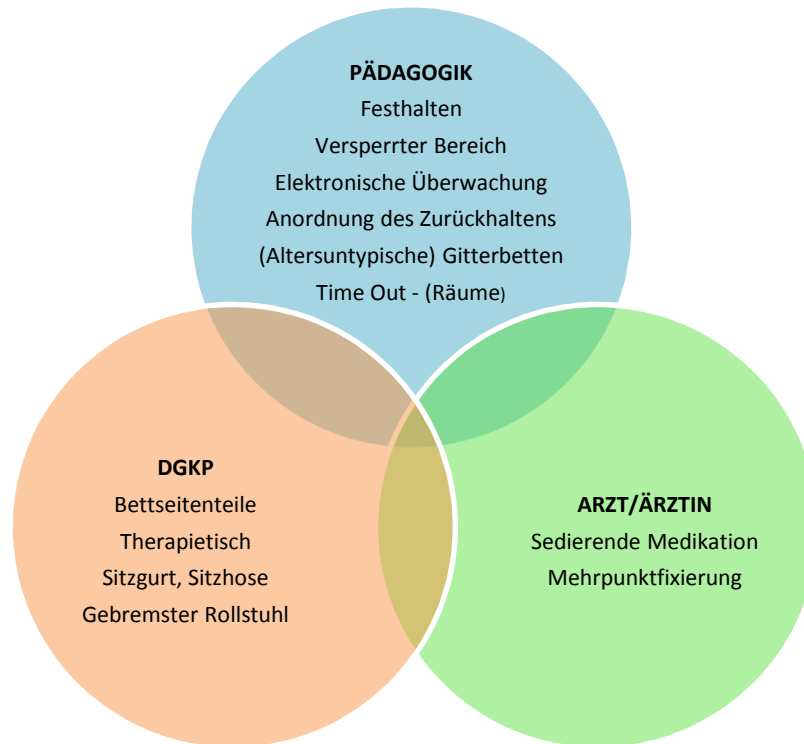 PÄDAGOGIK
Festhalten
Versperrter Bereich
Elektronische Überwachung
Anordnung des Zurückhaltens
(Altersuntypische) Gitterbetten
Time Out - (Räume)
DGKP
Bettseitenteile
Therapietisch
Sitzgurt, Sitzhose
Gebremster Rollstuhl
ARZT/ÄRZTIN
Sedierende Medikation
Mehrpunktfixierung